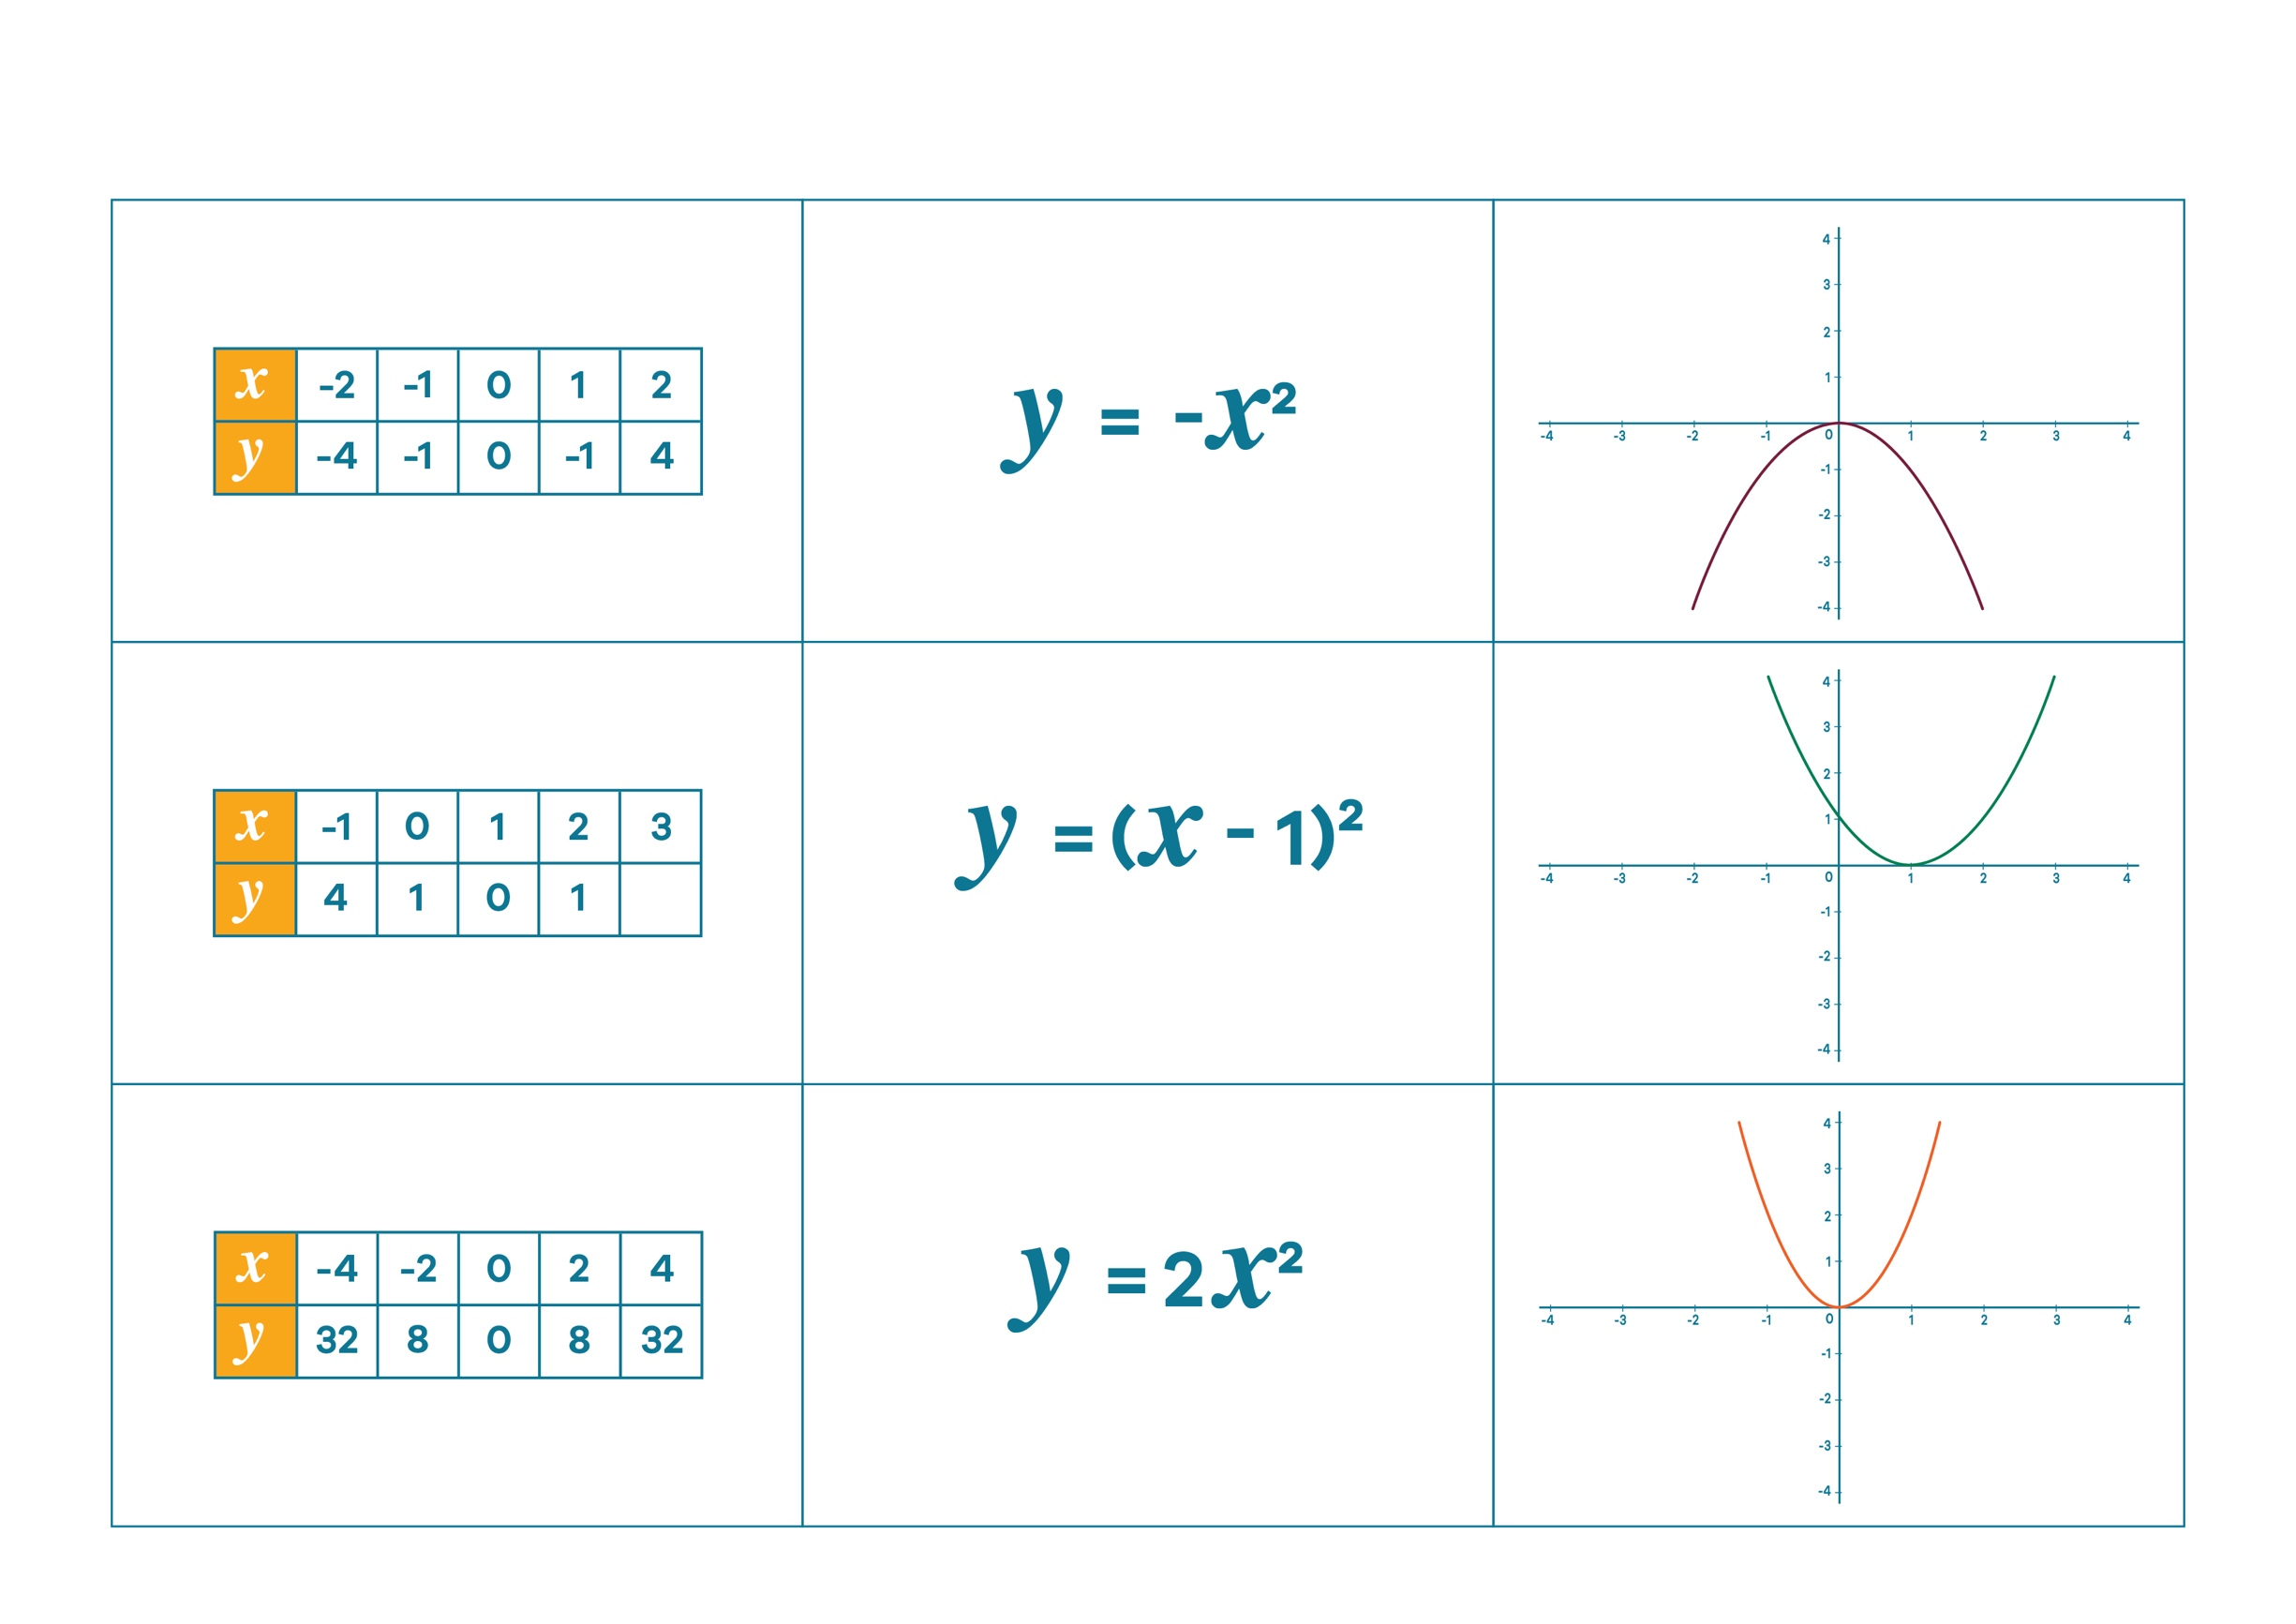 x -2 -1 0 1 2
y -4 -1 0 -1 4
y = -x²
4
3
2
1
-4 -3 -2 -1 0 1 2 3 4
-1
-2
-3
-4
x -1 0 1 2 3
y 4 1 0 1
y = (x - 1)²
4
3
2
1
-4 -3 -2 -1 0 1 2 3 4
-1
-2
-3
-4
x -4 -2 0 2 4
y 32 8 0 8 32
y = 2x²
4
3
2
1
-4 -3 -2 -1 0 1 2 3 4
-1
-2
-3
-4